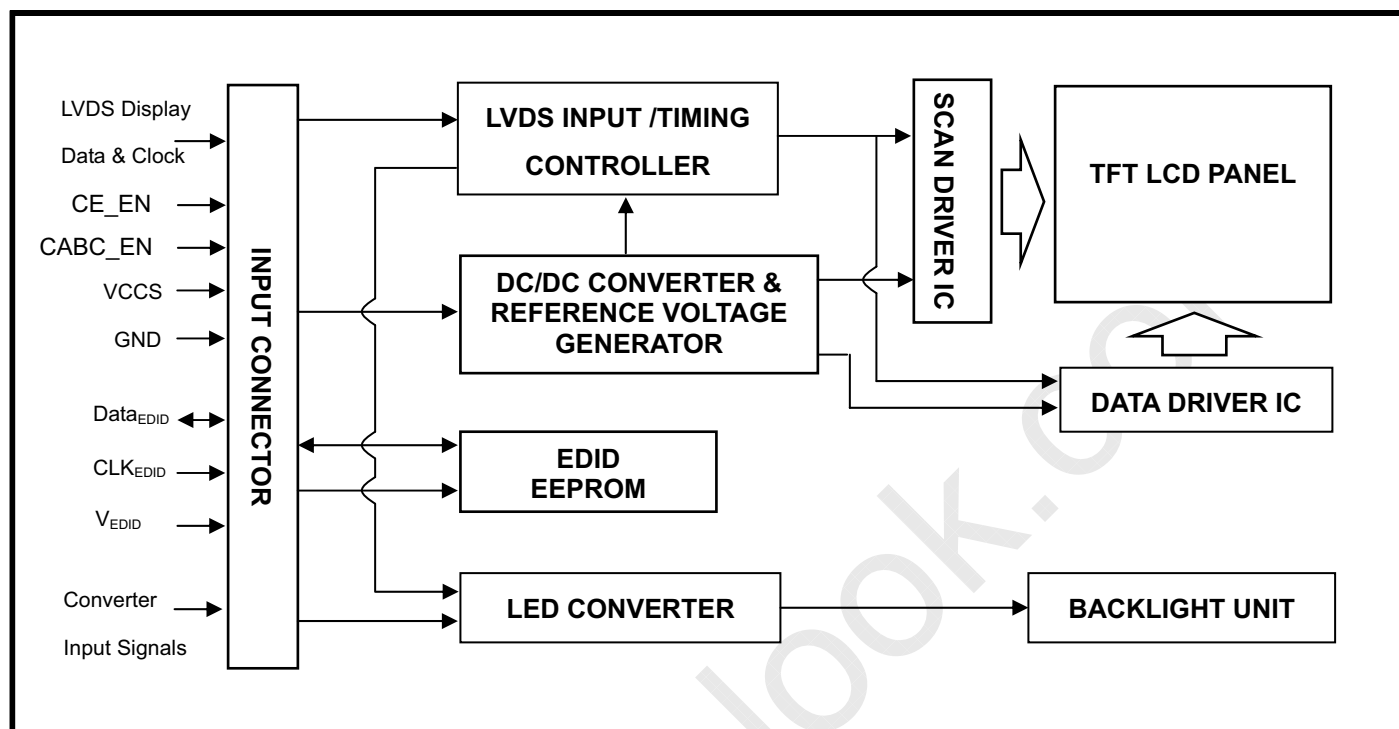 LVDS Display
Data & Clock
CE_EN
CABC_EN
VCCS
GND
DataEDID
CLKEDID
VEDID
Converter
Input Signals
INPUT CONNECTOR
LVDS INPUT /TIMING
CONTROLLER
DC/DC CONVERTER &
REFERENCE VOLTAGE
GENERATOR
EDID
EEPROM
LED CONVERTER
SCAN DRIVER IC
TFT LCD PANEL
DATA DRIVER IC
BACKLIGHT UNIT
look.c